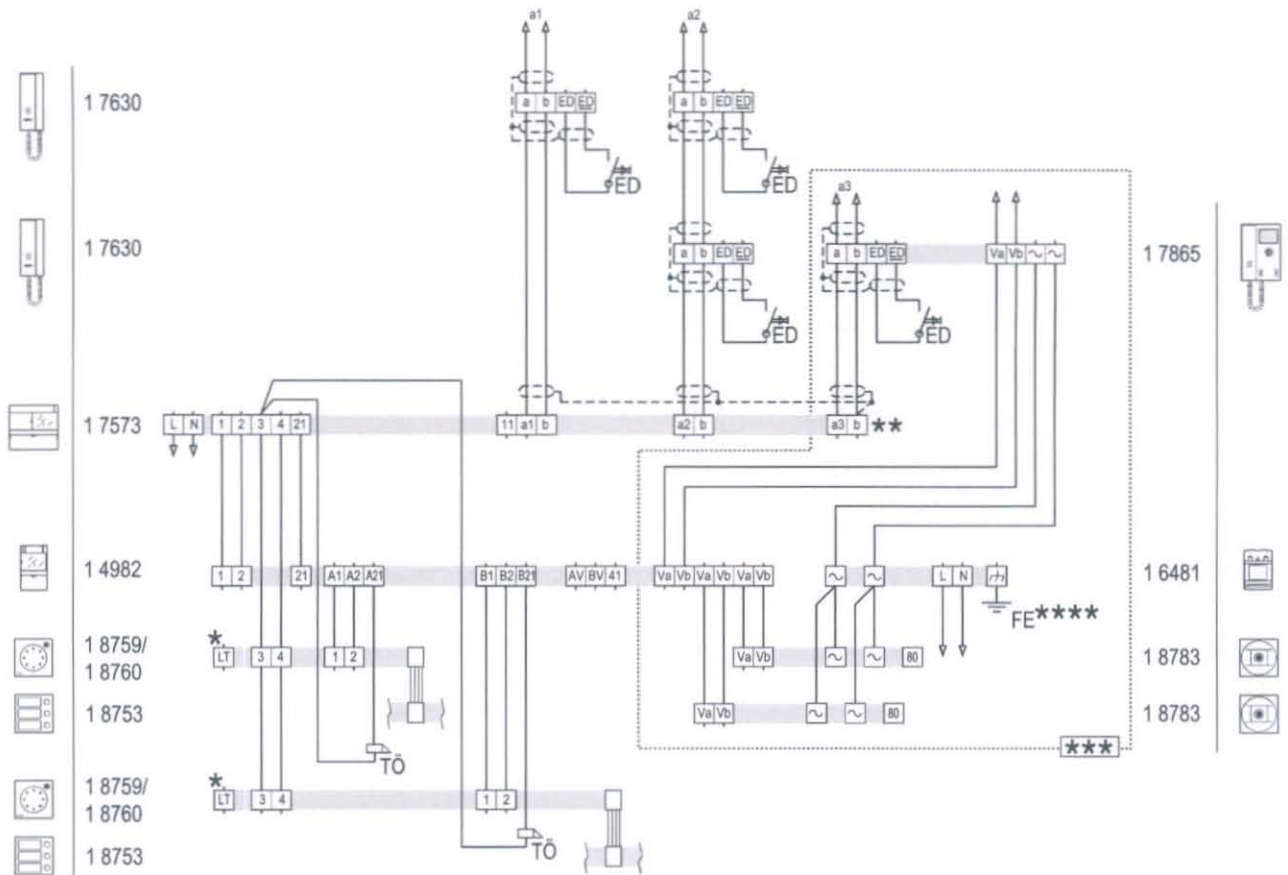 a1 a2
1 7630
a b ED ED a b ED ED
ED ED
a3
1 7630
a b ED ED a b ED ED Va Vb ~ ~
1 7865
ED ED
1 7573
L N 1 2 3 4 21 11 a1 b a2 b a3 b **
1 4982
1 2 21 A1 A2 A21 B1 B2 B21 AV BV 41 Va Vb Va Vb Va Vb ~ ~ L N
1 6481
FE****
1 8759/
1 8760
*
LT 3 4 1 2 Va Vb ~ ~ 80
1 8783
1 8753
Va Vb ~ ~ 80
1 8783
TÖ
***
1 8759/
1 8760
*
LT 3 4 1 2
TÖ
1 8753